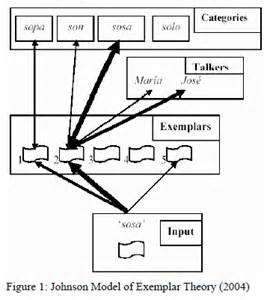 Categories
sopa son sosa solo
Talkers
María José
Exemplars
1 2 3 4 5
'sosa' Input
Figure 1: Johnson Model of Exemplar Theory (2004)